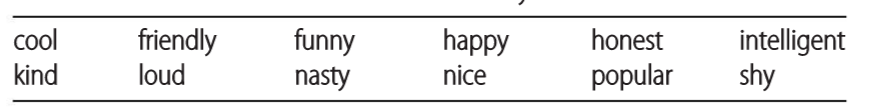 cool friendly funny happy honest intelligent
kind loud nasty nice popular shy